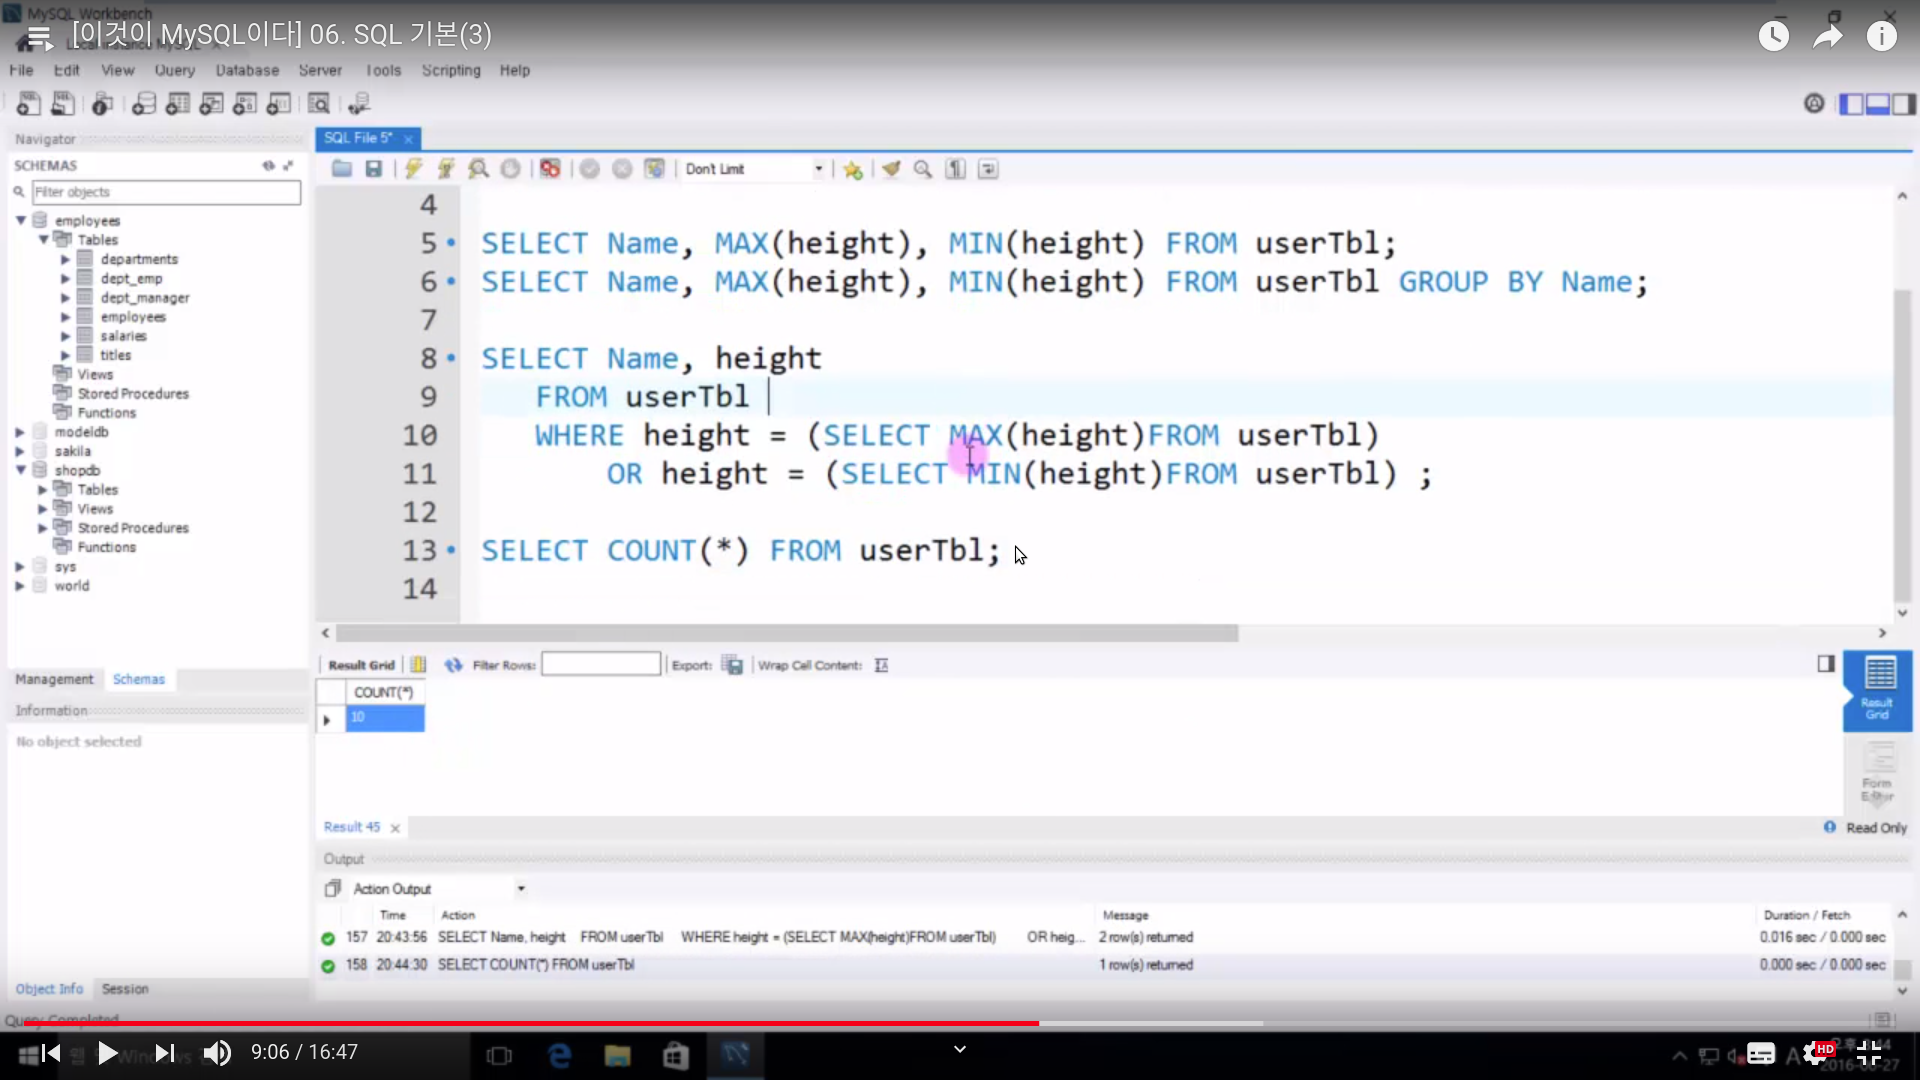 MySQL Workbench
[이것이 MySQL이다] 06. SQL 기본(3)
File Edit View Query Database Server Tools Scripting Help
Navigator
SCHEMAS
Filter objects
employees
Tables
departments
dept_emp
dept_manager
employees
salaries
titles
Views
Stored Procedures
Functions
modeldb
sakila
shopdb
Tables
Views
Stored Procedures
Functions
sys
world
Management Schemas
Information
No object selected
Object Info Session
Query Completed
SQL File 5*
Don't Limit
4
5 SELECT Name, MAX(height), MIN(height) FROM userTbl;
6 SELECT Name, MAX(height), MIN(height) FROM userTbl GROUP BY Name;
7
8 SELECT Name, height
9 FROM userTbl
10 WHERE height = (SELECT MAX(height)FROM userTbl)
11 OR height = (SELECT MIN(height)FROM userTbl) ;
12
13 SELECT COUNT(*) FROM userTbl;
14
Result Grid Filter Rows: Export: Wrap Cell Content:
COUNT(*)
10
Result Grid
Form Editor
Result 45
Read Only
Output
Action Output
Time Action Message Duration / Fetch
157 20:43:56 SELECT Name, height FROM userTbl WHERE height = (SELECT MAX(height)FROM userTbl) OR heig... 2 row(s) returned 0.016 sec / 0.000 sec
158 20:44:30 SELECT COUNT(*) FROM userTbl 1 row(s) returned 0.000 sec / 0.000 sec
9:06 / 16:47
HD